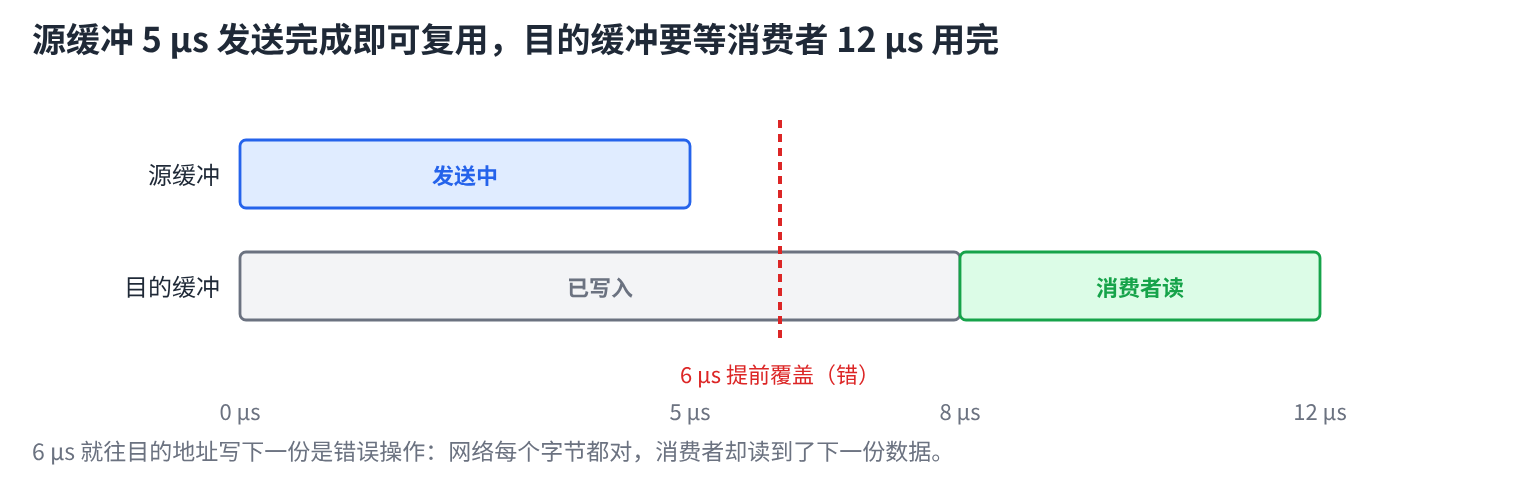 源缓冲 5 µs 发送完成即可复用，目的缓冲要等消费者 12 µs 用完
源缓冲
发送中
目的缓冲
已写入
消费者读
6 µs 提前覆盖（错）
0 µs
5 µs
8 µs
12 µs
6 µs 就往目的地址写下一份是错误操作：网络每个字节都对，消费者却读到了下一份数据。